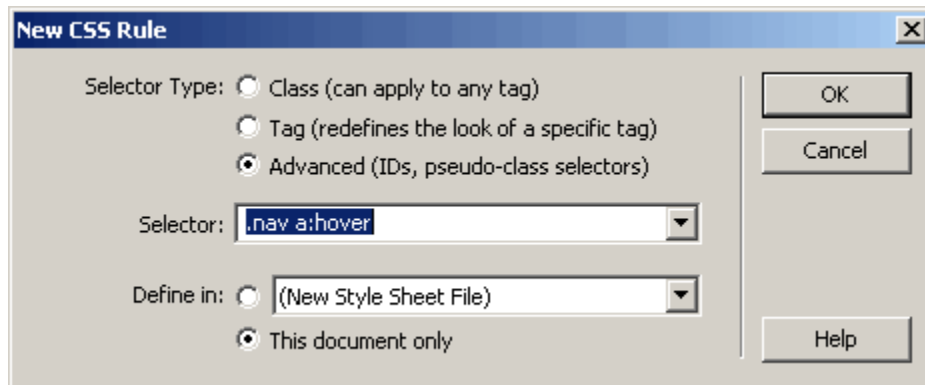 New CSS Rule
Selector Type: Class (can apply to any tag)
Tag (redefines the look of a specific tag)
Advanced (IDs, pseudo-class selectors)
Selector: .nav a:hover
Define in: (New Style Sheet File)
This document only
OK
Cancel
Help